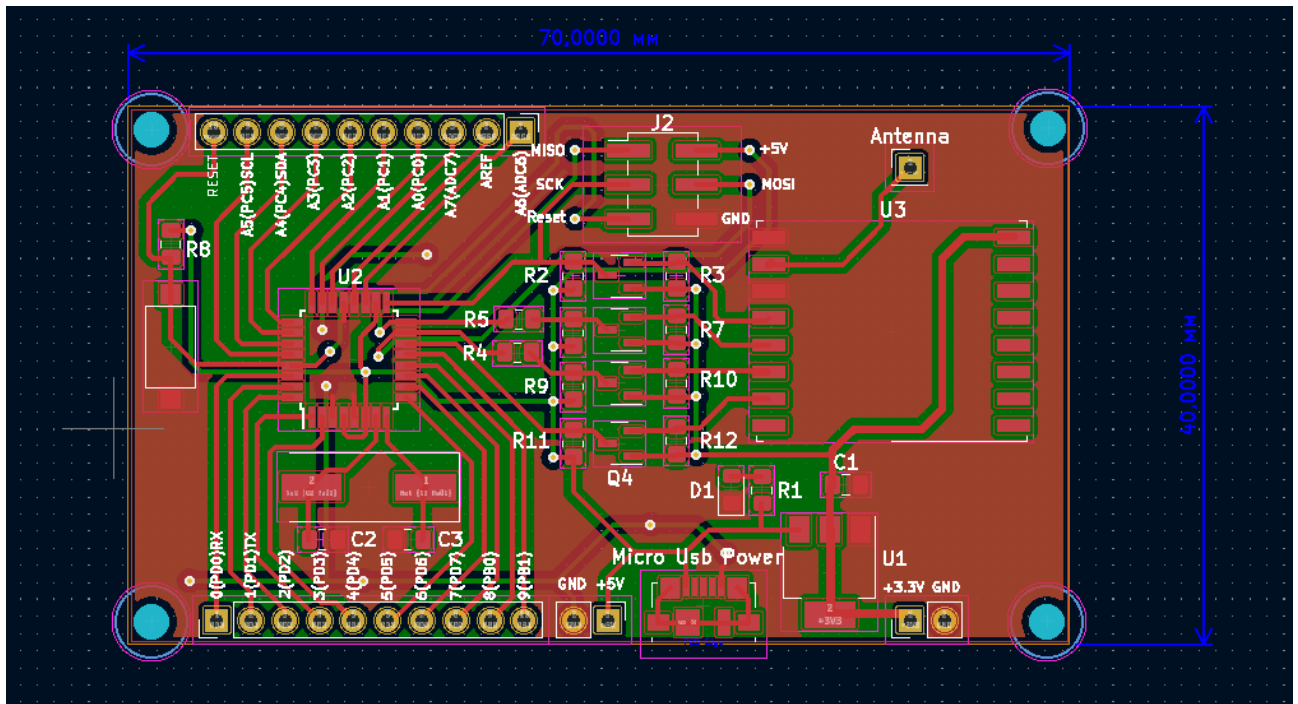 70,0000 мм
J2
Antenna
MISO
+5V
SCK
MOSI
Reset
GND
RESET
A5(PC5)SCL
A4(PC4)SDA
A3(PC3)
A2(PC2)
A1(PC1)
A0(PC0)
A7(ADC7)
AREF
A6(ADC6)
U3
R8
U2
R2
R3
R5
R7
R4
R9
R10
R11
R12
Q4
40,0000 мм
C1
D1
R1
2
1
C2
C3
Micro Usb Power
U1
0(PD0)RX
1(PD1)TX
2(PD2)
3(PD3)
4(PD4)
5(PD5)
6(PD6)
7(PD7)
8(PB0)
9(PB1)
GND
+5V
+3.3V
GND
2
+3V3